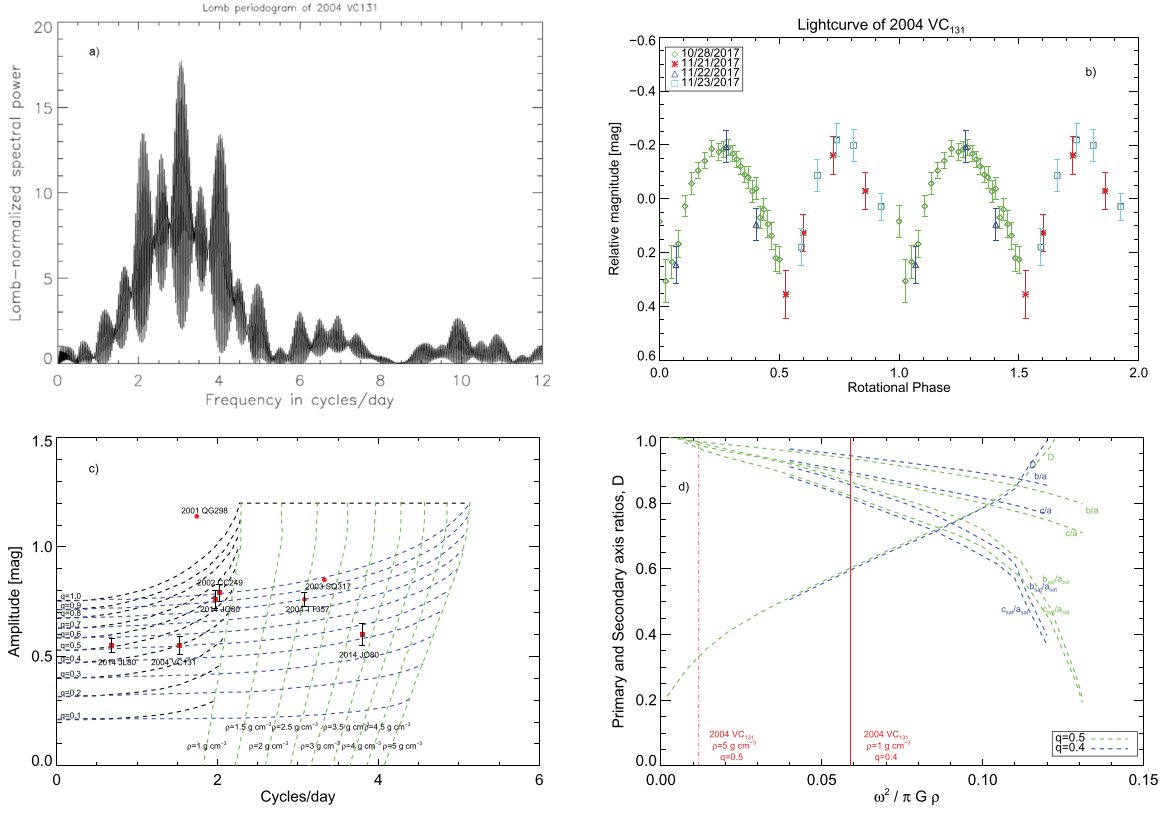 Lomb periodogram of 2004 VC131
a)
Lomb-normalized spectral power
20
15
10
5
0
0 2 4 6 8 10 12
Frequency in cycles/day
Lightcurve of 2004 VC131
10/28/2017
11/21/2017
11/22/2017
11/23/2017
b)
Relative magnitude [mag]
-0.6
-0.4
-0.2
0.0
0.2
0.4
0.6
0.0 0.5 1.0 1.5 2.0
Rotational Phase
c)
Amplitude [mag]
1.5
1.0
0.5
0.0
2001 QG298
2002 GC249
2003 SQ317
2014 JQ80
2004 TT357
q=1.0
q=0.9
q=0.8
q=0.7
q=0.6
q=0.5
q=0.4
q=0.3
q=0.2
q=0.1
2014 JL80
2004 VC131
2014 JO80
ρ=1.5 g cm⁻³
ρ=2.5 g cm⁻³
ρ=3.5 g cm⁻³
ρ=4.5 g cm⁻³
ρ=1 g cm⁻³
ρ=2 g cm⁻³
ρ=3 g cm⁻³
ρ=4 g cm⁻³
ρ=5 g cm⁻³
0 2 4 6
Cycles/day
d)
Primary and Secondary axis ratios, D
1.0
0.8
0.6
0.4
0.2
0.0
D
D
b/a
b/a
c/a
c/a
b_sat/a_sat
b_sat/a_sat
c_sat/a_sat
c_sat/a_sat
2004 VC131
ρ=5 g cm⁻³
q=0.5
2004 VC131
ρ=1 g cm⁻³
q=0.4
q=0.5
q=0.4
0.00 0.05 0.10 0.15
ω² / π G ρ